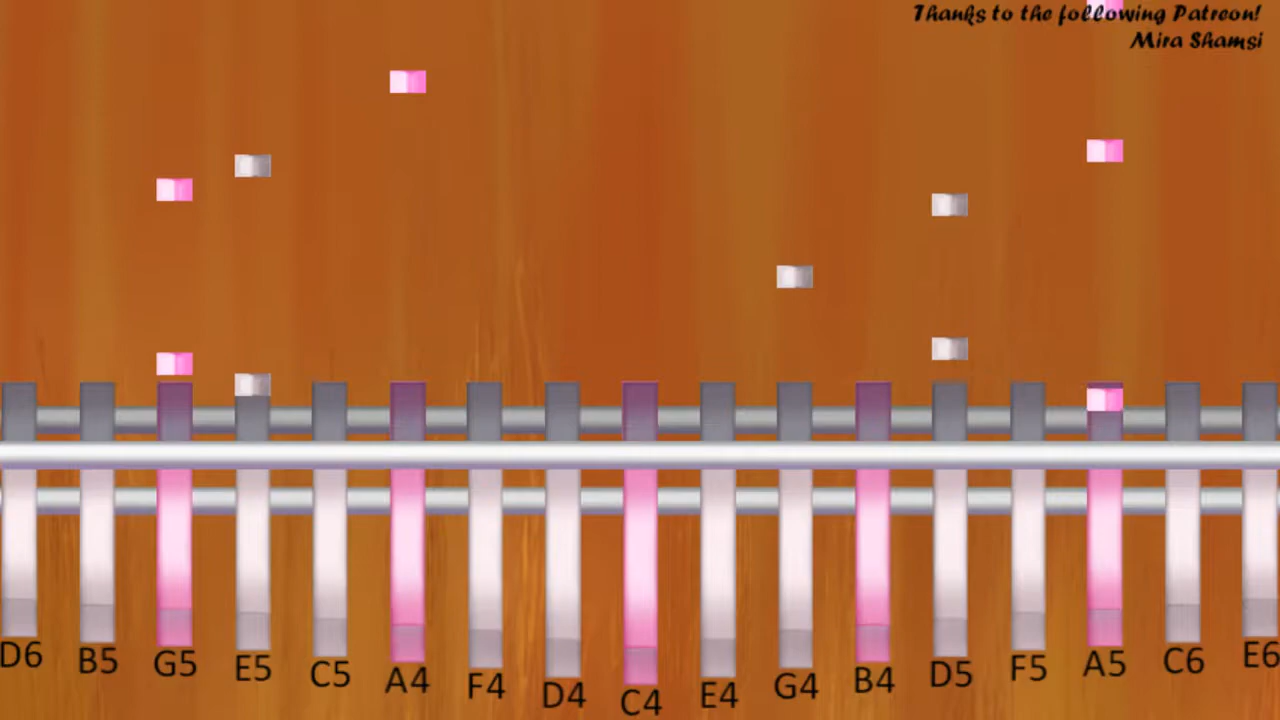 Thanks to the following Patreon!
Mira Shamsi
D6 B5 G5 E5 C5 A4 F4 D4 C4 E4 G4 B4 D5 F5 A5 C6 E6